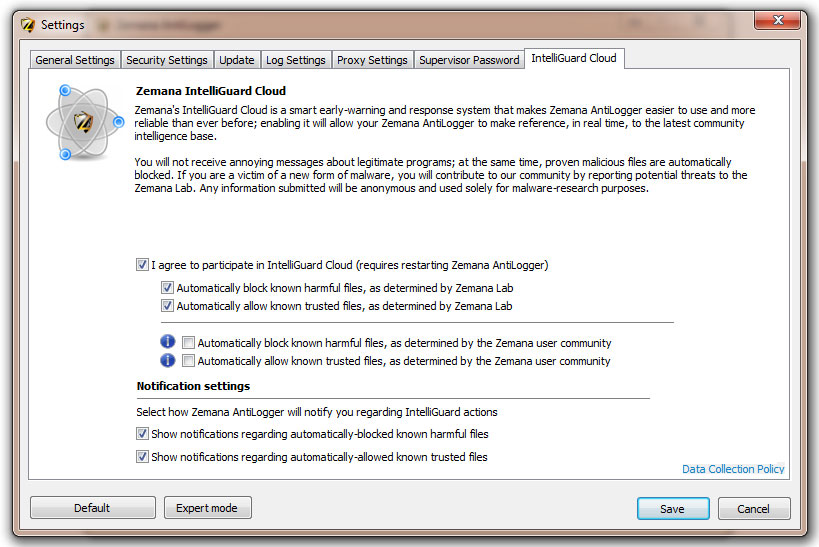 Settings
General Settings
Security Settings
Update
Log Settings
Proxy Settings
Supervisor Password
IntelliGuard Cloud
Zemana IntelliGuard Cloud
Zemana's IntelliGuard Cloud is a smart early-warning and response system that makes Zemana AntiLogger easier to use and more
reliable than ever before; enabling it will allow your Zemana AntiLogger to make reference, in real time, to the latest community
intelligence base.
You will not receive annoying messages about legitimate programs; at the same time, proven malicious files are automatically
blocked. If you are a victim of a new form of malware, you will contribute to our community by reporting potential threats to the
Zemana Lab. Any information submitted will be anonymous and used solely for malware-research purposes.
I agree to participate in IntelliGuard Cloud (requires restarting Zemana AntiLogger)
Automatically block known harmful files, as determined by Zemana Lab
Automatically allow known trusted files, as determined by Zemana Lab
Automatically block known harmful files, as determined by the Zemana user community
Automatically allow known trusted files, as determined by the Zemana user community
Notification settings
Select how Zemana AntiLogger will notify you regarding IntelliGuard actions
Show notifications regarding automatically-blocked known harmful files
Show notifications regarding automatically-allowed known trusted files
Data Collection Policy
Default
Expert mode
Save
Cancel